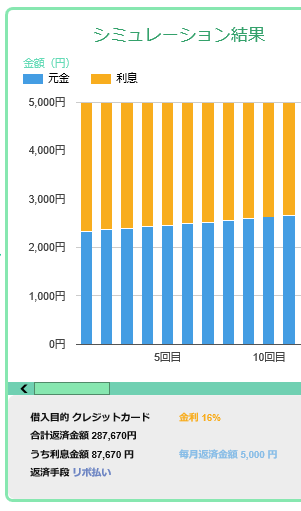 シミュレーション結果
金額（円）
元金 利息
5,000円
4,000円
3,000円
2,000円
1,000円
0円
5回目 10回目
借入目的 クレジットカード 金利 16%
合計返済金額 287,670円
うち利息金額 87,670 円 毎月返済金額 5,000 円
返済手段 リボ払い